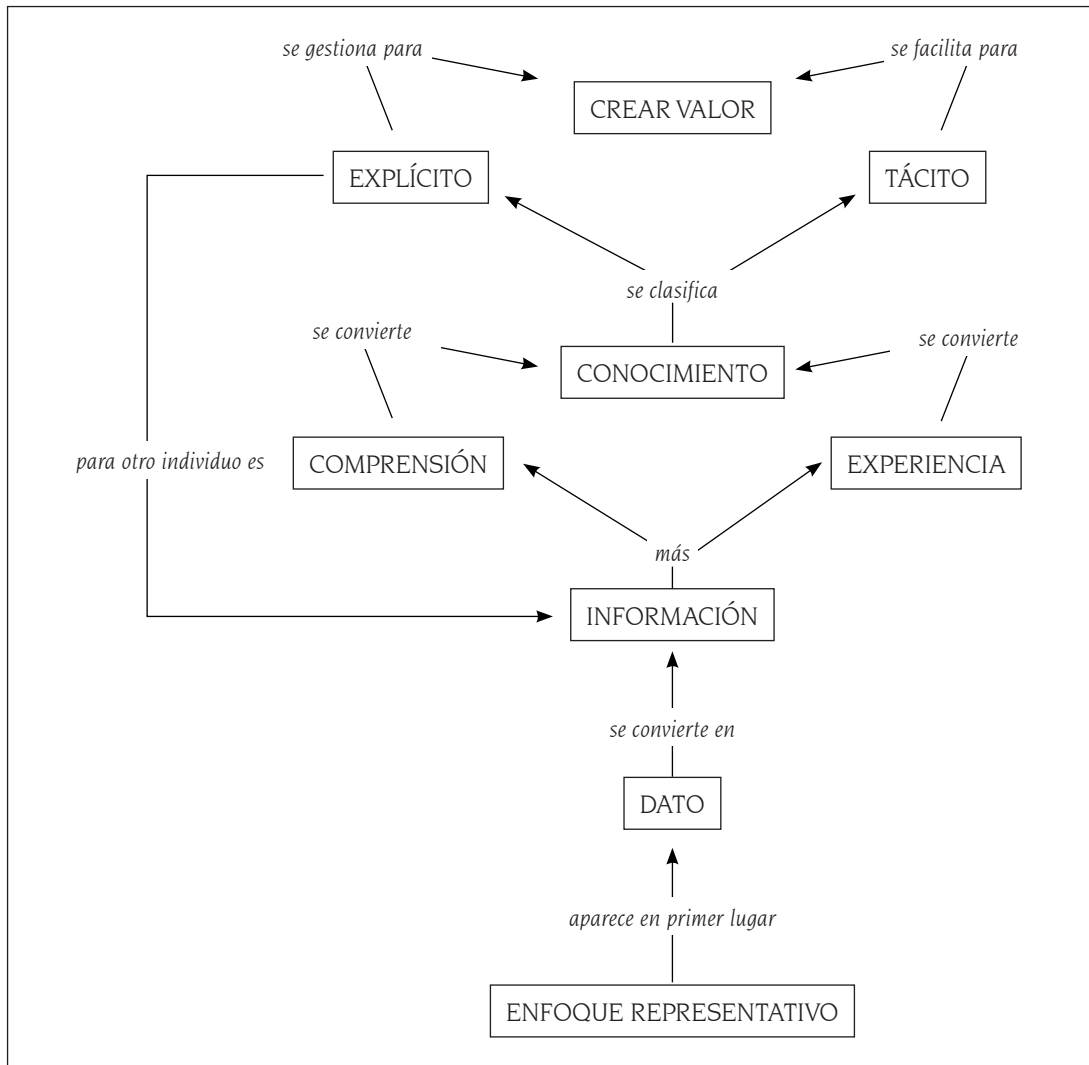 se gestiona para
se facilita para
CREAR VALOR
EXPLÍCITO
TÁCITO
se clasifica
se convierte
se convierte
CONOCIMIENTO
para otro individuo es
COMPRENSIÓN
EXPERIENCIA
más
INFORMACIÓN
se convierte en
DATO
aparece en primer lugar
ENFOQUE REPRESENTATIVO